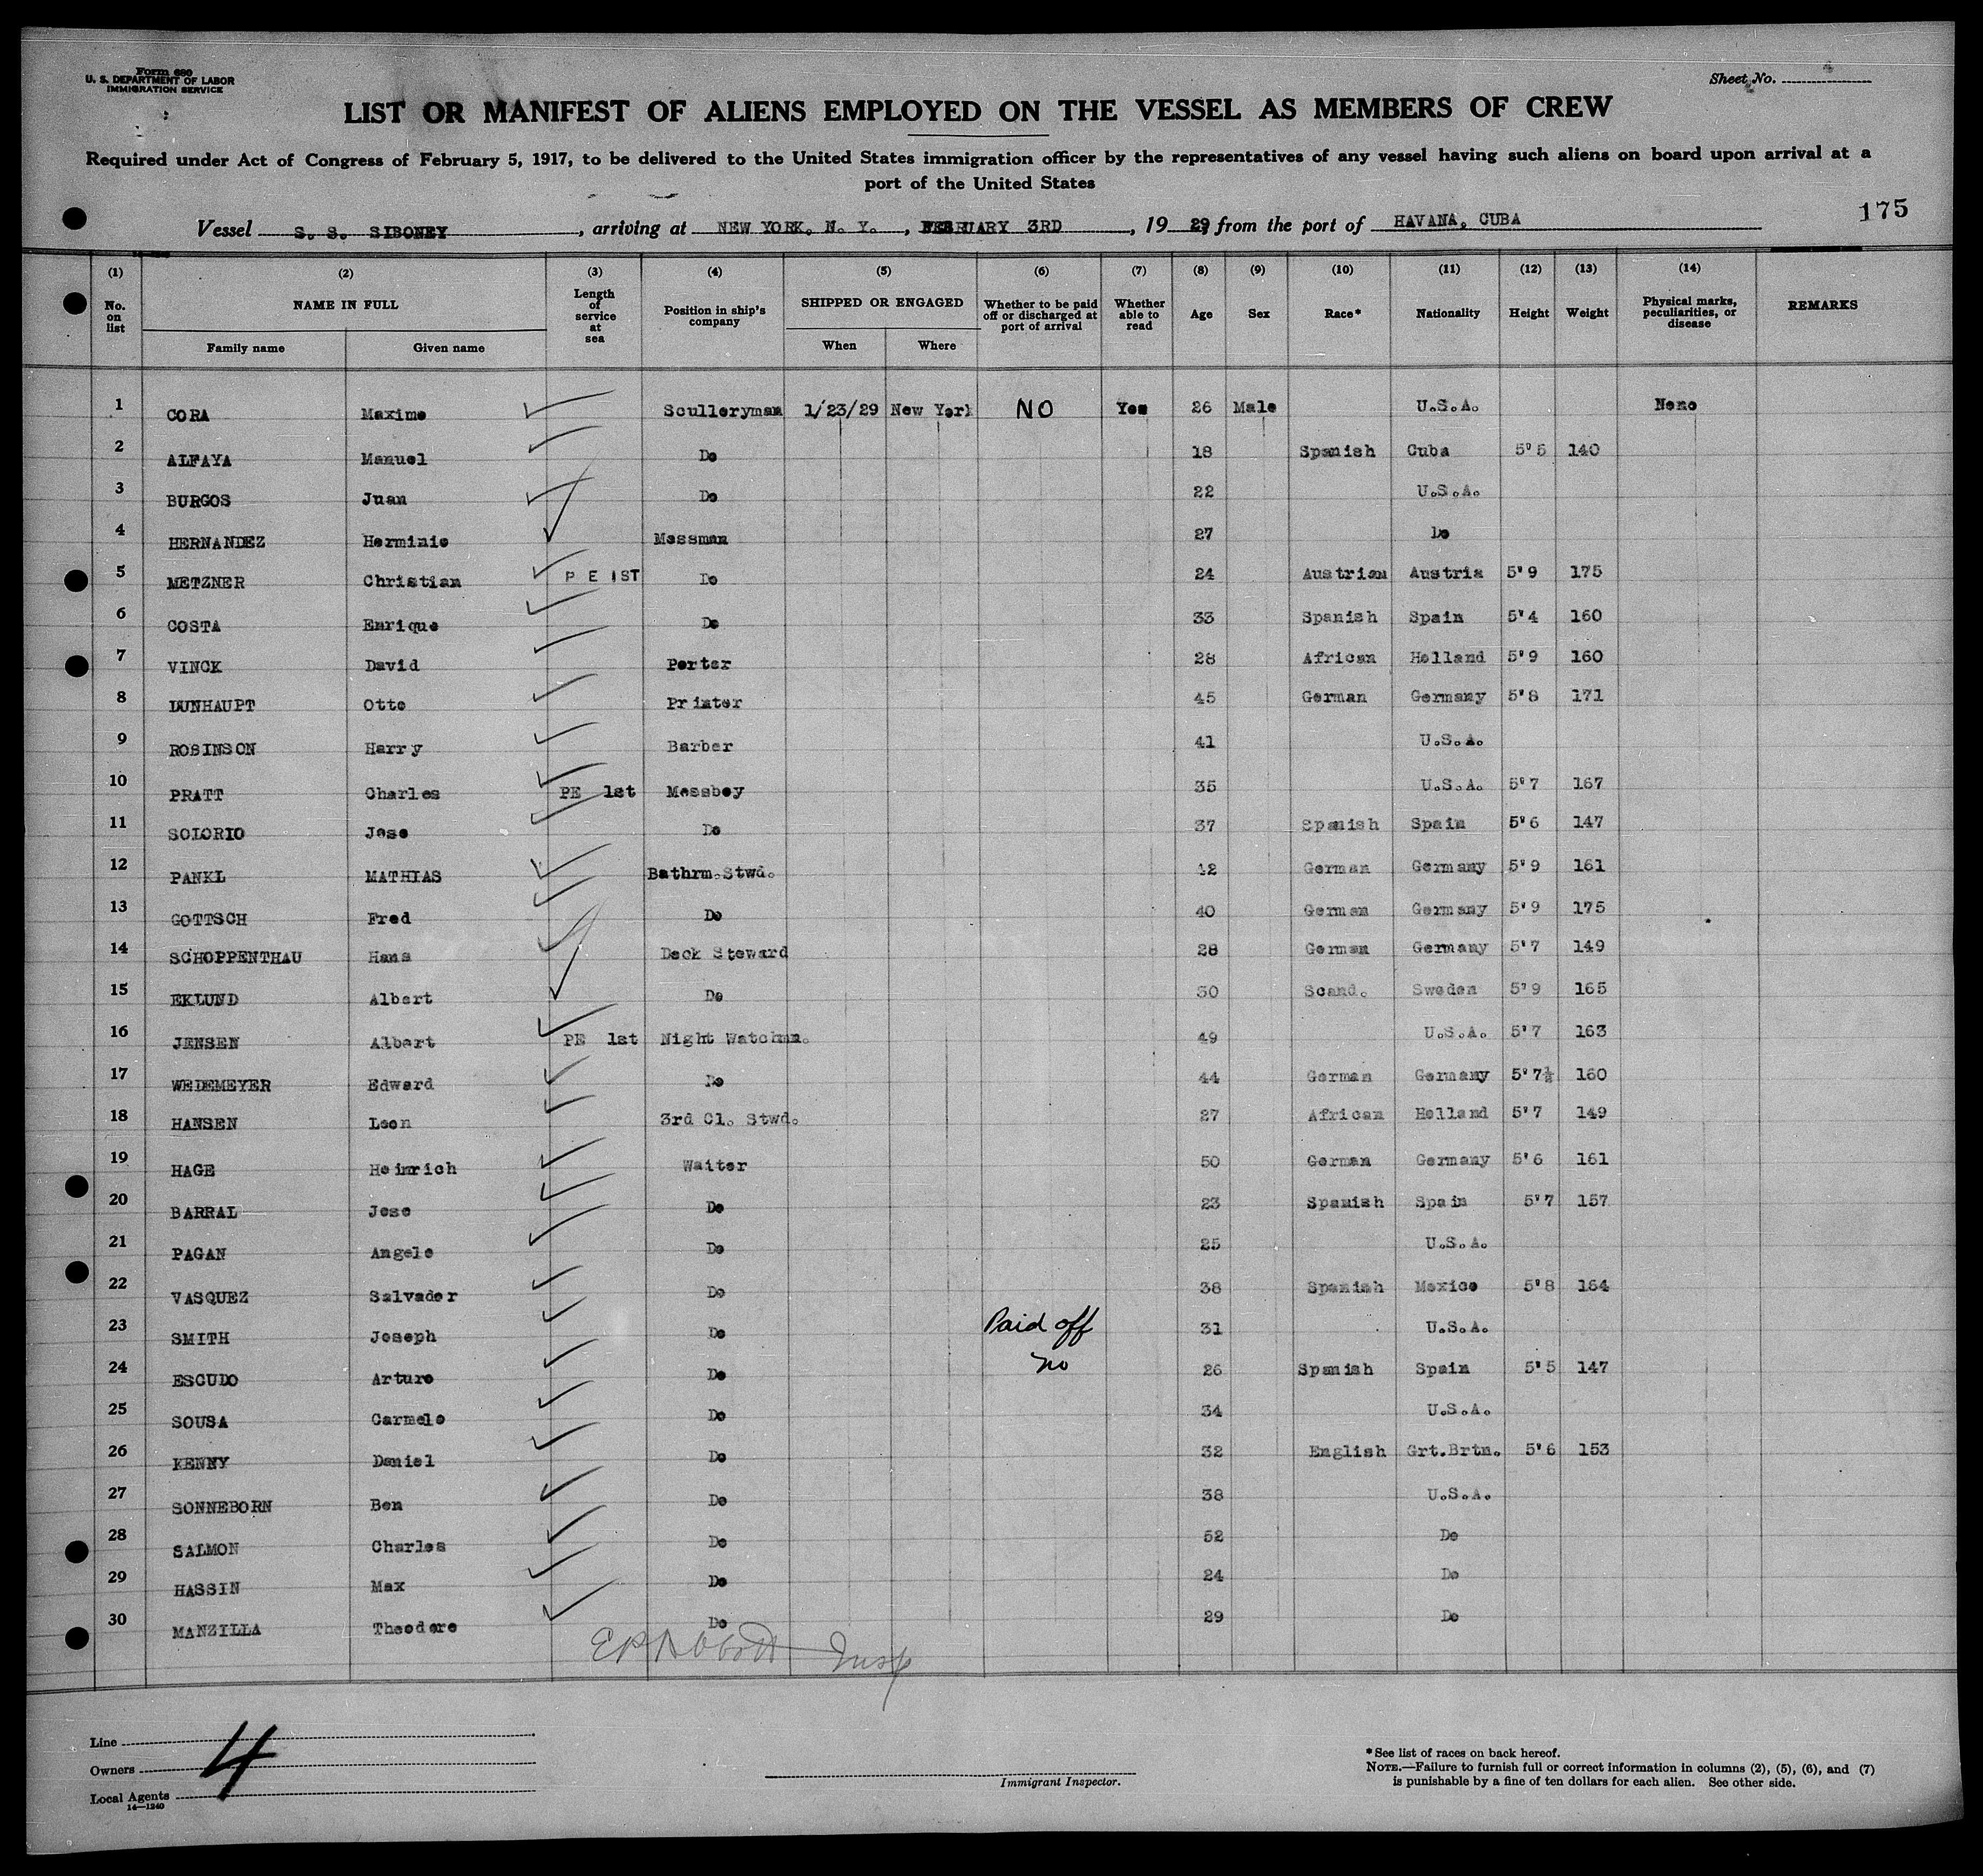 Form 680
U. S. DEPARTMENT OF LABOR
IMMIGRATION SERVICE
Sheet No. 4
LIST OR MANIFEST OF ALIENS EMPLOYED ON THE VESSEL AS MEMBERS OF CREW
Required under Act of Congress of February 5, 1917, to be delivered to the United States immigration officer by the representatives of any vessel having such aliens on board upon arrival at a
port of the United States
175
Vessel S. S. SIBONEY, arriving at NEW YORK. N. Y., FEBRUARY 3RD, 19 29, from the port of HAVANA, CUBA
(1) (2) (3) (4) (5) (6) (7) (8) (9) (10) (11) (12) (13) (14)
No. on list NAME IN FULL Length of service at sea Position in ship's company SHIPPED OR ENGAGED Whether to be paid off or discharged at port of arrival Whether able to read Age Sex Race* Nationality Height Weight Physical marks, peculiarities, or disease REMARKS
Family name Given name When Where
1 CORA Maximo Sculleryman 1/23/29 New York NO Yes 26 Male U.S.A. None
2 ALFAYA Manuel Do 18 Spanish Cuba 5'5 140
3 BURGOS Juan Do 22 U.S.A.
4 HERNANDEZ Herminio Messman 27 Do
5 METZNER Christian P E 1ST Do 24 Austrian Austria 5'9 175
6 COSTA Enrique Do 33 Spanish Spain 5'4 160
7 VINCK David Porter 28 African Holland 5'9 160
8 DUNHAUPT Otto Printer 45 German Germany 5'8 171
9 ROBINSON Harry Barber 41 U.S.A.
10 PRATT Charles PE 1st Messboy 35 U.S.A. 5'7 167
11 SOLORIO Jose Do 37 Spanish Spain 5'6 147
12 PANKL MATHIAS Bathrm.Stwd. 42 German Germany 5'9 161
13 GOTTSCH Fred Do 40 German Germany 5'9 175
14 SCHOPPENTHAU Hans Deck Steward 28 German Germany 5'7 149
15 EKLUND Albert Do 30 Scand. Sweden 5'9 165
16 JENSEN Albert PE 1st Night Watchmn. 49 U.S.A. 5'7 163
17 WEDEMEYER Edward Do 44 German Germany 5'7½ 160
18 HANSEN Leon 3rd Cl. Stwd. 27 African Holland 5'7 149
19 HAGE Heinrich Waiter 50 German Germany 5'6 161
20 BARRAL Jose Do 23 Spanish Spain 5'7 157
21 PAGAN Angelo Do 25 U.S.A.
22 VASQUEZ Salvador Do 38 Spanish Mexico 5'8 164
23 SMITH Joseph Do Paid off 31 U.S.A.
24 ESCUDO Arturo Do no 26 Spanish Spain 5'5 147
25 SOUSA Carmelo Do 34 U.S.A.
26 KENNY Daniel Do 32 English Grt.Brtn. 5'6 153
27 SONNEBORN Ben Do 38 U.S.A.
28 SALMON Charles Do 52 Do
29 HASSIN Max Do 24 Do
30 MANZILLA Theodore Do 29 Do
Insp
Line
Owners
Local Agents
14—1240
4
Immigrant Inspector.
* See list of races on back hereof.
NOTE.—Failure to furnish full or correct information in columns (2), (5), (6), and (7)
is punishable by a fine of ten dollars for each alien. See other side.